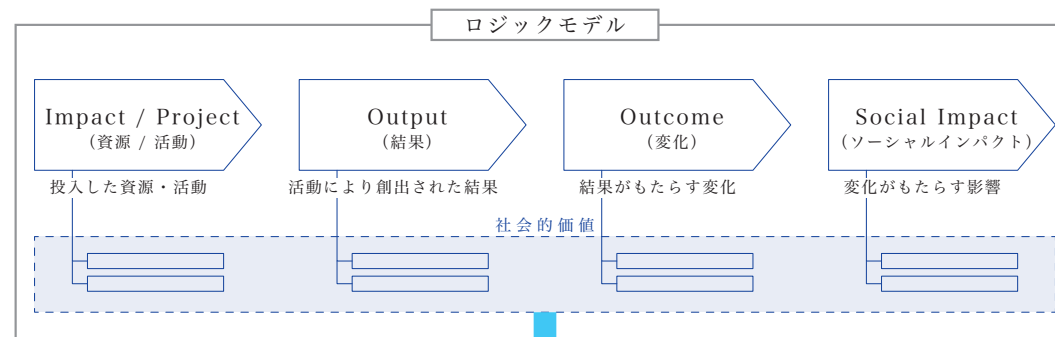 ロジックモデル
Impact / Project
（資源 / 活動）
Output
（結果）
Outcome
（変化）
Social Impact
（ソーシャルインパクト）
投入した資源・活動
活動により創出された結果
結果がもたらす変化
変化がもたらす影響
社会的価値